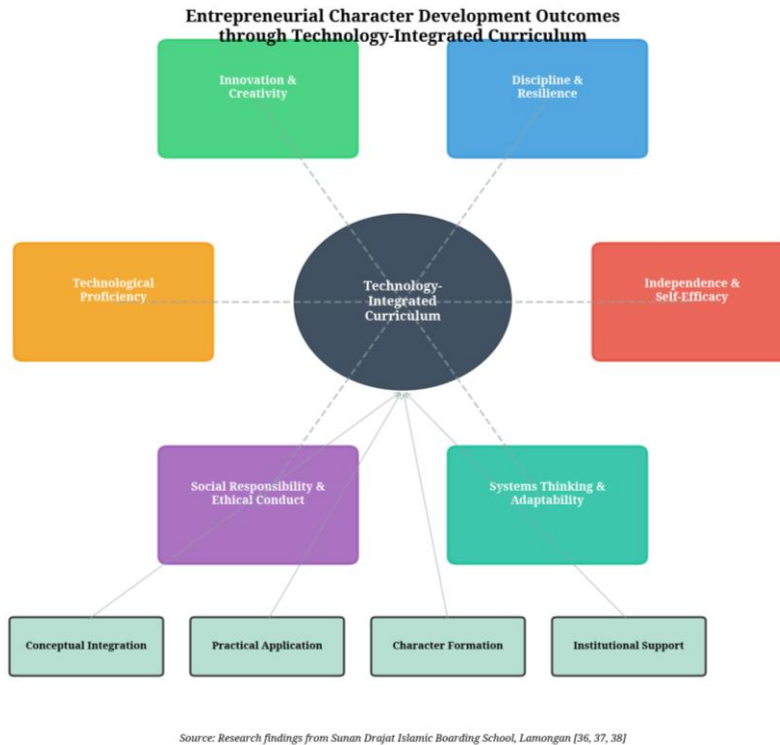 Entrepreneurial Character Development Outcomes
through Technology-Integrated Curriculum
Innovation &
Creativity
Discipline &
Resilience
Technological
Proficiency
Technology-
Integrated
Curriculum
Independence &
Self-Efficacy
Social Responsibility &
Ethical Conduct
Systems Thinking &
Adaptability
Conceptual Integration
Practical Application
Character Formation
Institutional Support
Source: Research findings from Sunan Drajat Islamic Boarding School, Lamongan [36, 37, 38]